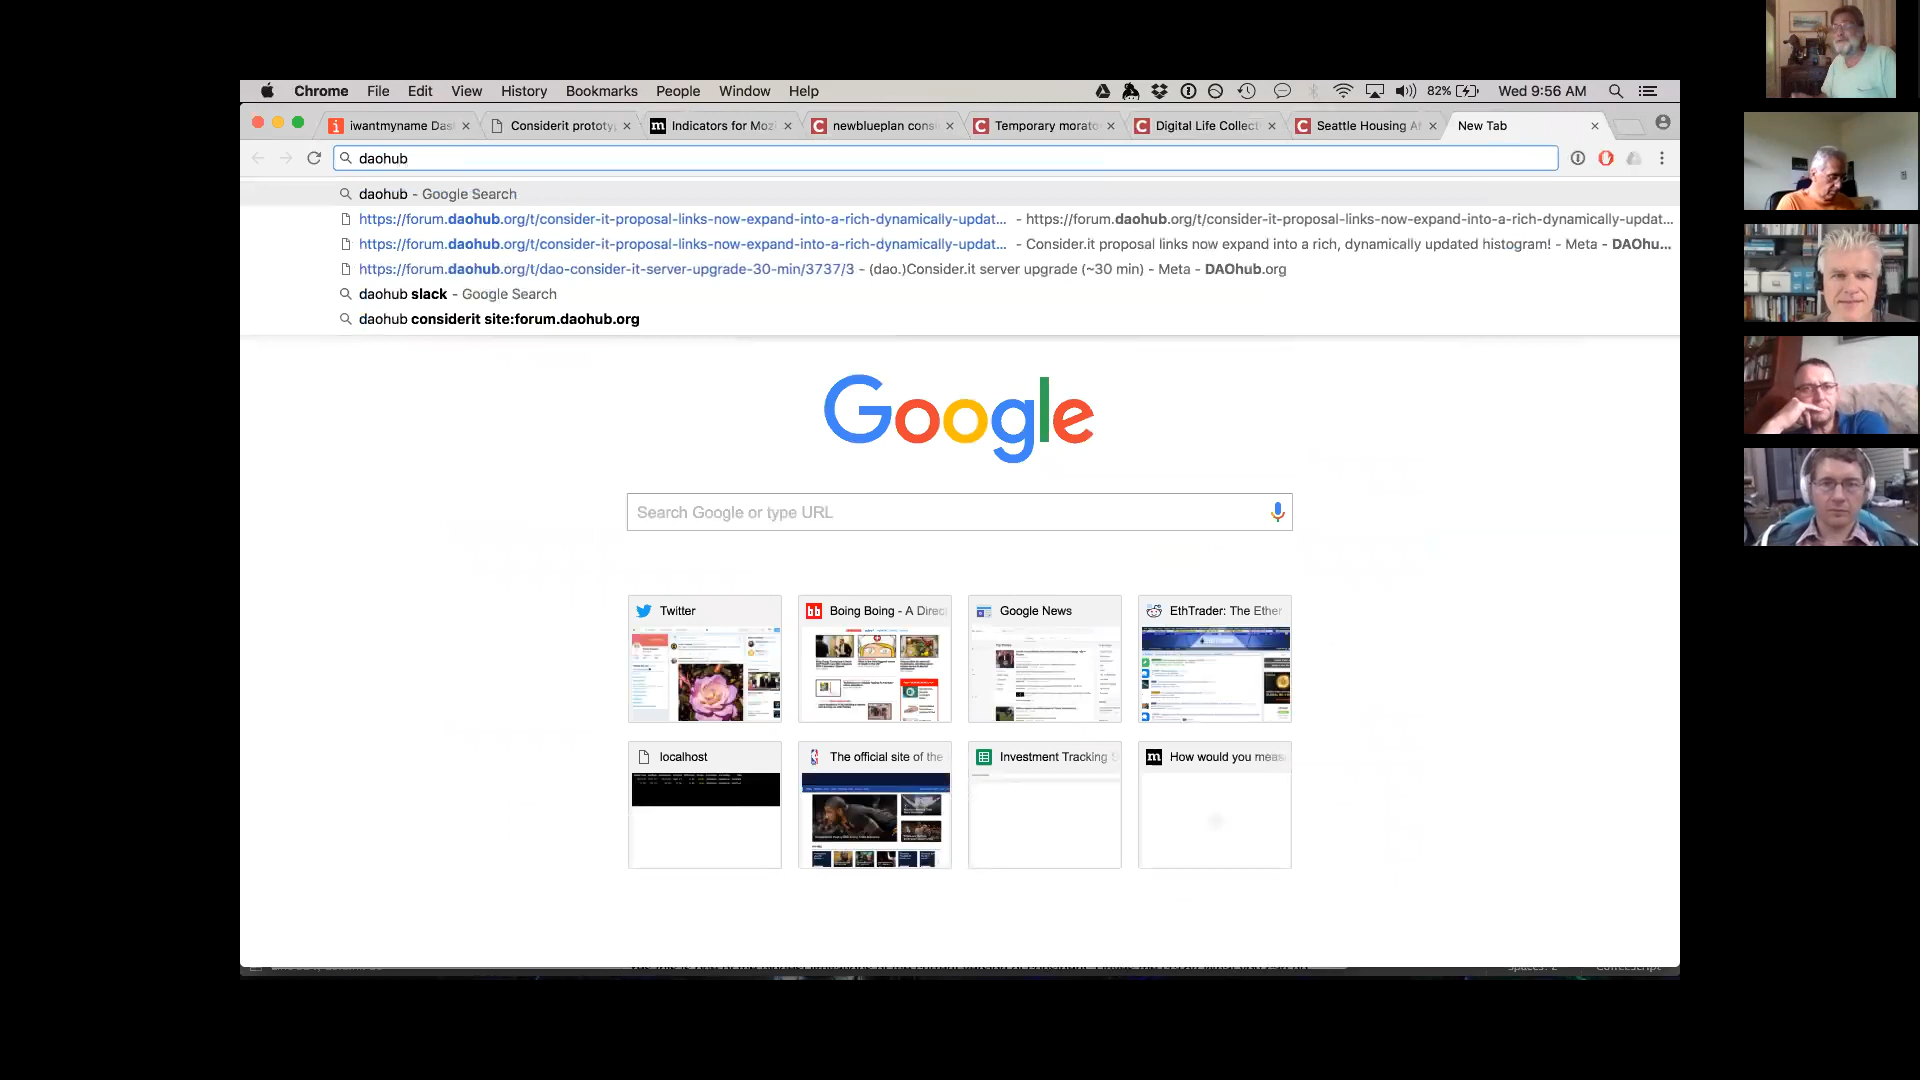 Chrome File Edit View History Bookmarks People Window Help 82% Wed 9:56 AM
iwantmyname Das Considerit prototyp Indicators for Moz newblueplan cons Temporary morato Digital Life Collect Seattle Housing Af New Tab
daohub
daohub - Google Search
https://forum.daohub.org/t/consider-it-proposal-links-now-expand-into-a-rich-dynamically-updat... - https://forum.daohub.org/t/consider-it-proposal-links-now-expand-into-a-rich-dynamically-updat...
https://forum.daohub.org/t/consider-it-proposal-links-now-expand-into-a-rich-dynamically-updat... - Consider.it proposal links now expand into a rich, dynamically updated histogram! - Meta - DAOhu...
https://forum.daohub.org/t/dao-consider-it-server-upgrade-30-min/3737/3 - (dao.)Consider.it server upgrade (~30 min) - Meta - DAOhub.org
daohub slack - Google Search
daohub considerit site:forum.daohub.org
Google
Search Google or type URL
Twitter Boing Boing - A Direc Google News EthTrader: The Ether
localhost The official site of the Investment Tracking S How would you meas